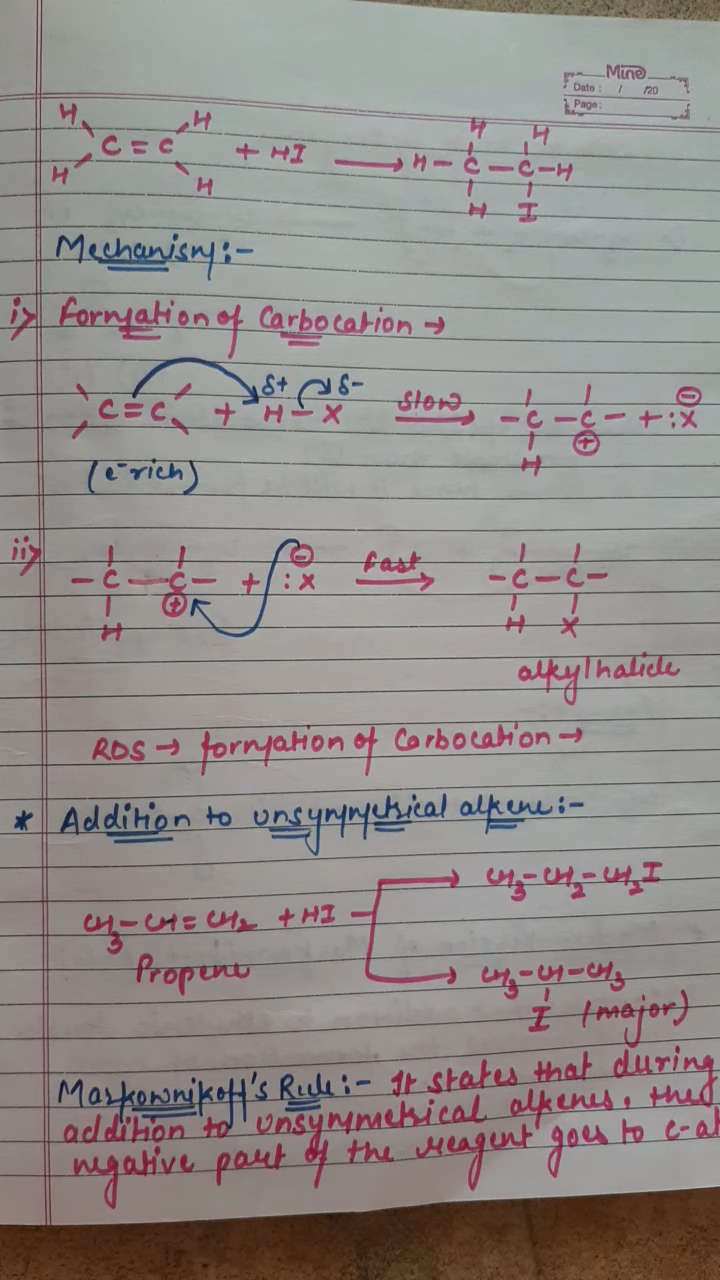 Mine
Date : / /20
Page:
H H H H
C = C + HI → H - C - C - H
H H H I
Mechanism:-
i> Formation of Carbocation →
δ+ δ- ⊖
C = C + H - X slow → - C - C - + :X
⊕
(e⁻rich) H
ii> ⊖
- C - C - + :X Fast → - C - C -
⊕
H H X
alkylhalide
RDS → formation of Carbocation →
* Addition to unsymmetrical alkene:-
CH3-CH2-CH2I
CH3-CH=CH2 + HI
Propene CH3-CH-CH3
I (major)
Markownikoff's Rule:- It states that during
addition to unsymmetrical alkenes, the
negative part of the reagent goes to c-at